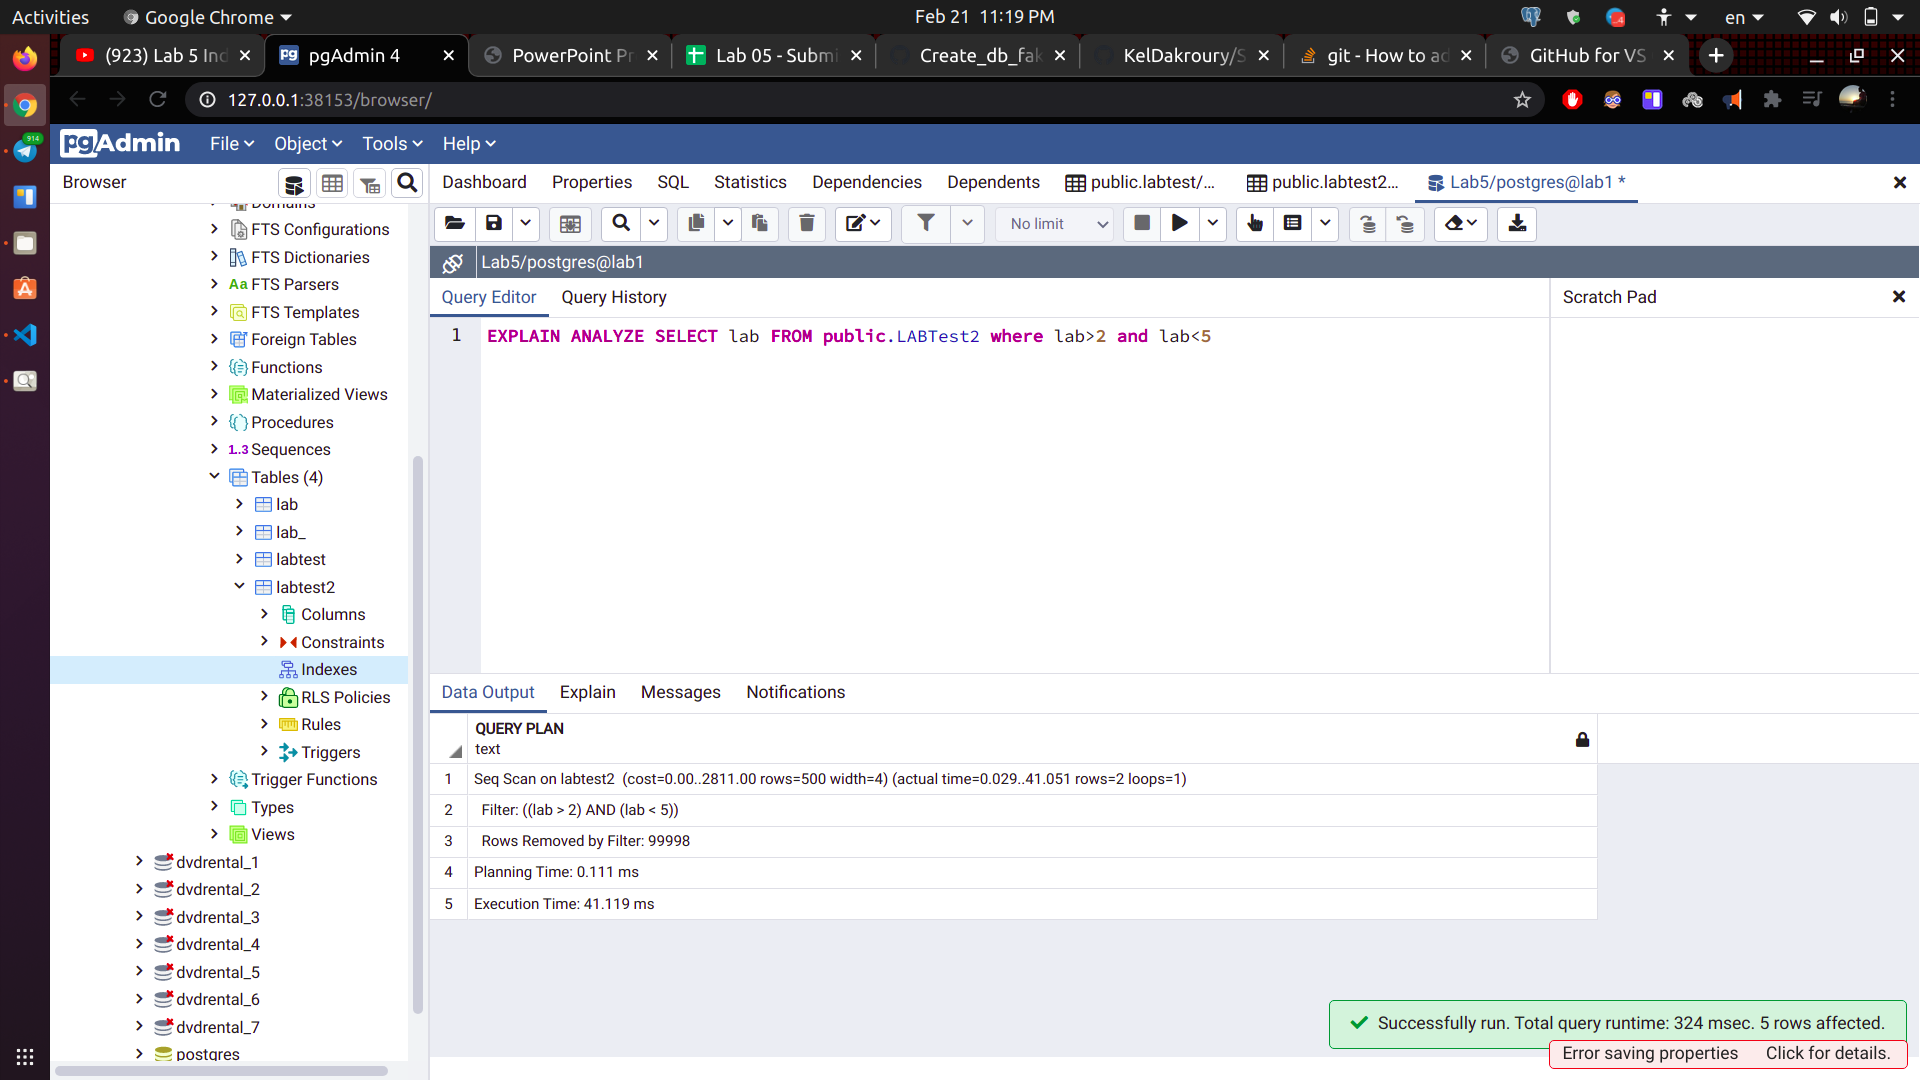 Activities
Google Chrome
Feb 21 11:19 PM
en
(923) Lab 5 Ind
pgAdmin 4
PowerPoint Pr
Lab 05 - Submi
Create_db_fak
KelDakroury/S
git - How to ad
GitHub for VS
914
127.0.0.1:38153/browser/
pgAdmin
File
Object
Tools
Help
Browser
Dashboard
Properties
SQL
Statistics
Dependencies
Dependents
public.labtest/...
public.labtest2...
Lab5/postgres@lab1 *
No limit
Lab5/postgres@lab1
Query Editor
Query History
Scratch Pad
1 EXPLAIN ANALYZE SELECT lab FROM public.LABTest2 where lab>2 and lab<5
Domains
FTS Configurations
FTS Dictionaries
Aa FTS Parsers
FTS Templates
Foreign Tables
Functions
Materialized Views
Procedures
1..3 Sequences
Tables (4)
lab
lab_
labtest
labtest2
Columns
Constraints
Indexes
RLS Policies
Rules
Triggers
Trigger Functions
Types
Views
dvdrental_1
dvdrental_2
dvdrental_3
dvdrental_4
dvdrental_5
dvdrental_6
dvdrental_7
postgres
Data Output
Explain
Messages
Notifications
QUERY PLAN
text
1 Seq Scan on labtest2 (cost=0.00..2811.00 rows=500 width=4) (actual time=0.029..41.051 rows=2 loops=1)
2 Filter: ((lab > 2) AND (lab < 5))
3 Rows Removed by Filter: 99998
4 Planning Time: 0.111 ms
5 Execution Time: 41.119 ms
Successfully run. Total query runtime: 324 msec. 5 rows affected.
Error saving properties Click for details.